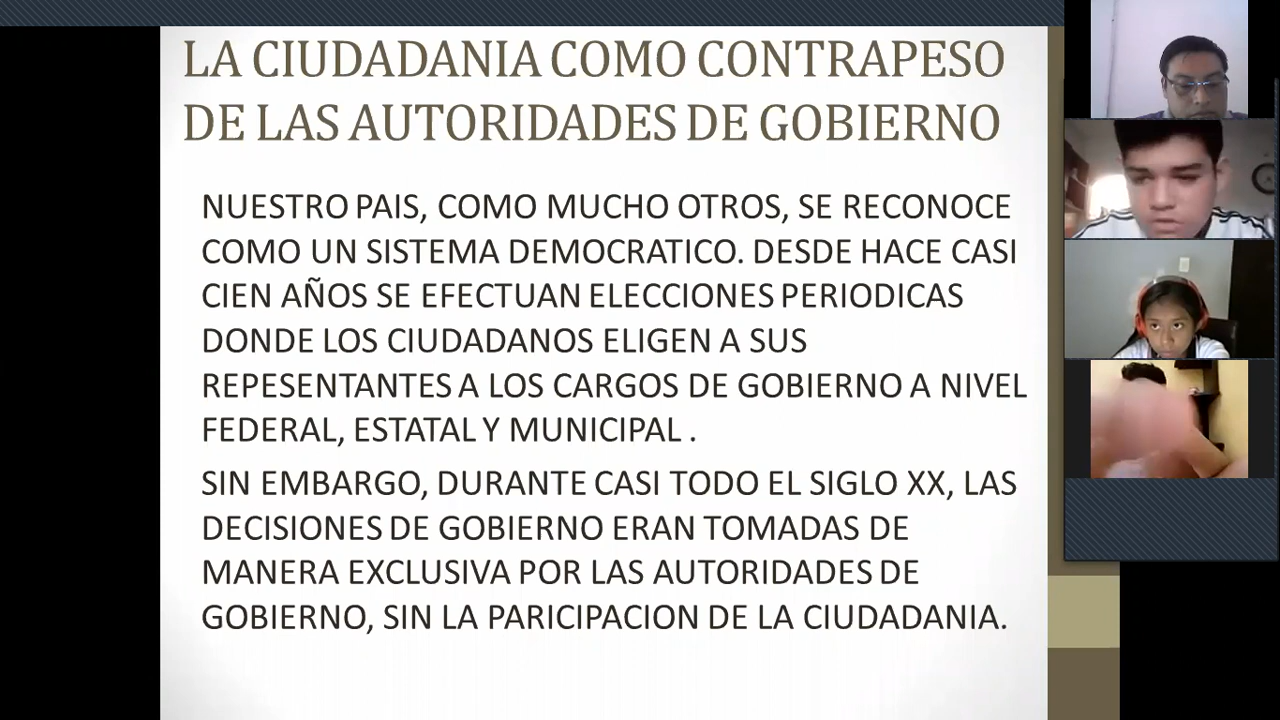 LA CIUDADANIA COMO CONTRAPESO
DE LAS AUTORIDADES DE GOBIERNO
NUESTRO PAIS, COMO MUCHO OTROS, SE RECONOCE
COMO UN SISTEMA DEMOCRATICO. DESDE HACE CASI
CIEN AÑOS SE EFECTUAN ELECCIONES PERIODICAS
DONDE LOS CIUDADANOS ELIGEN A SUS
REPESENTANTES A LOS CARGOS DE GOBIERNO A NIVEL
FEDERAL, ESTATAL Y MUNICIPAL .
SIN EMBARGO, DURANTE CASI TODO EL SIGLO XX, LAS
DECISIONES DE GOBIERNO ERAN TOMADAS DE
MANERA EXCLUSIVA POR LAS AUTORIDADES DE
GOBIERNO, SIN LA PARICIPACION DE LA CIUDADANIA.